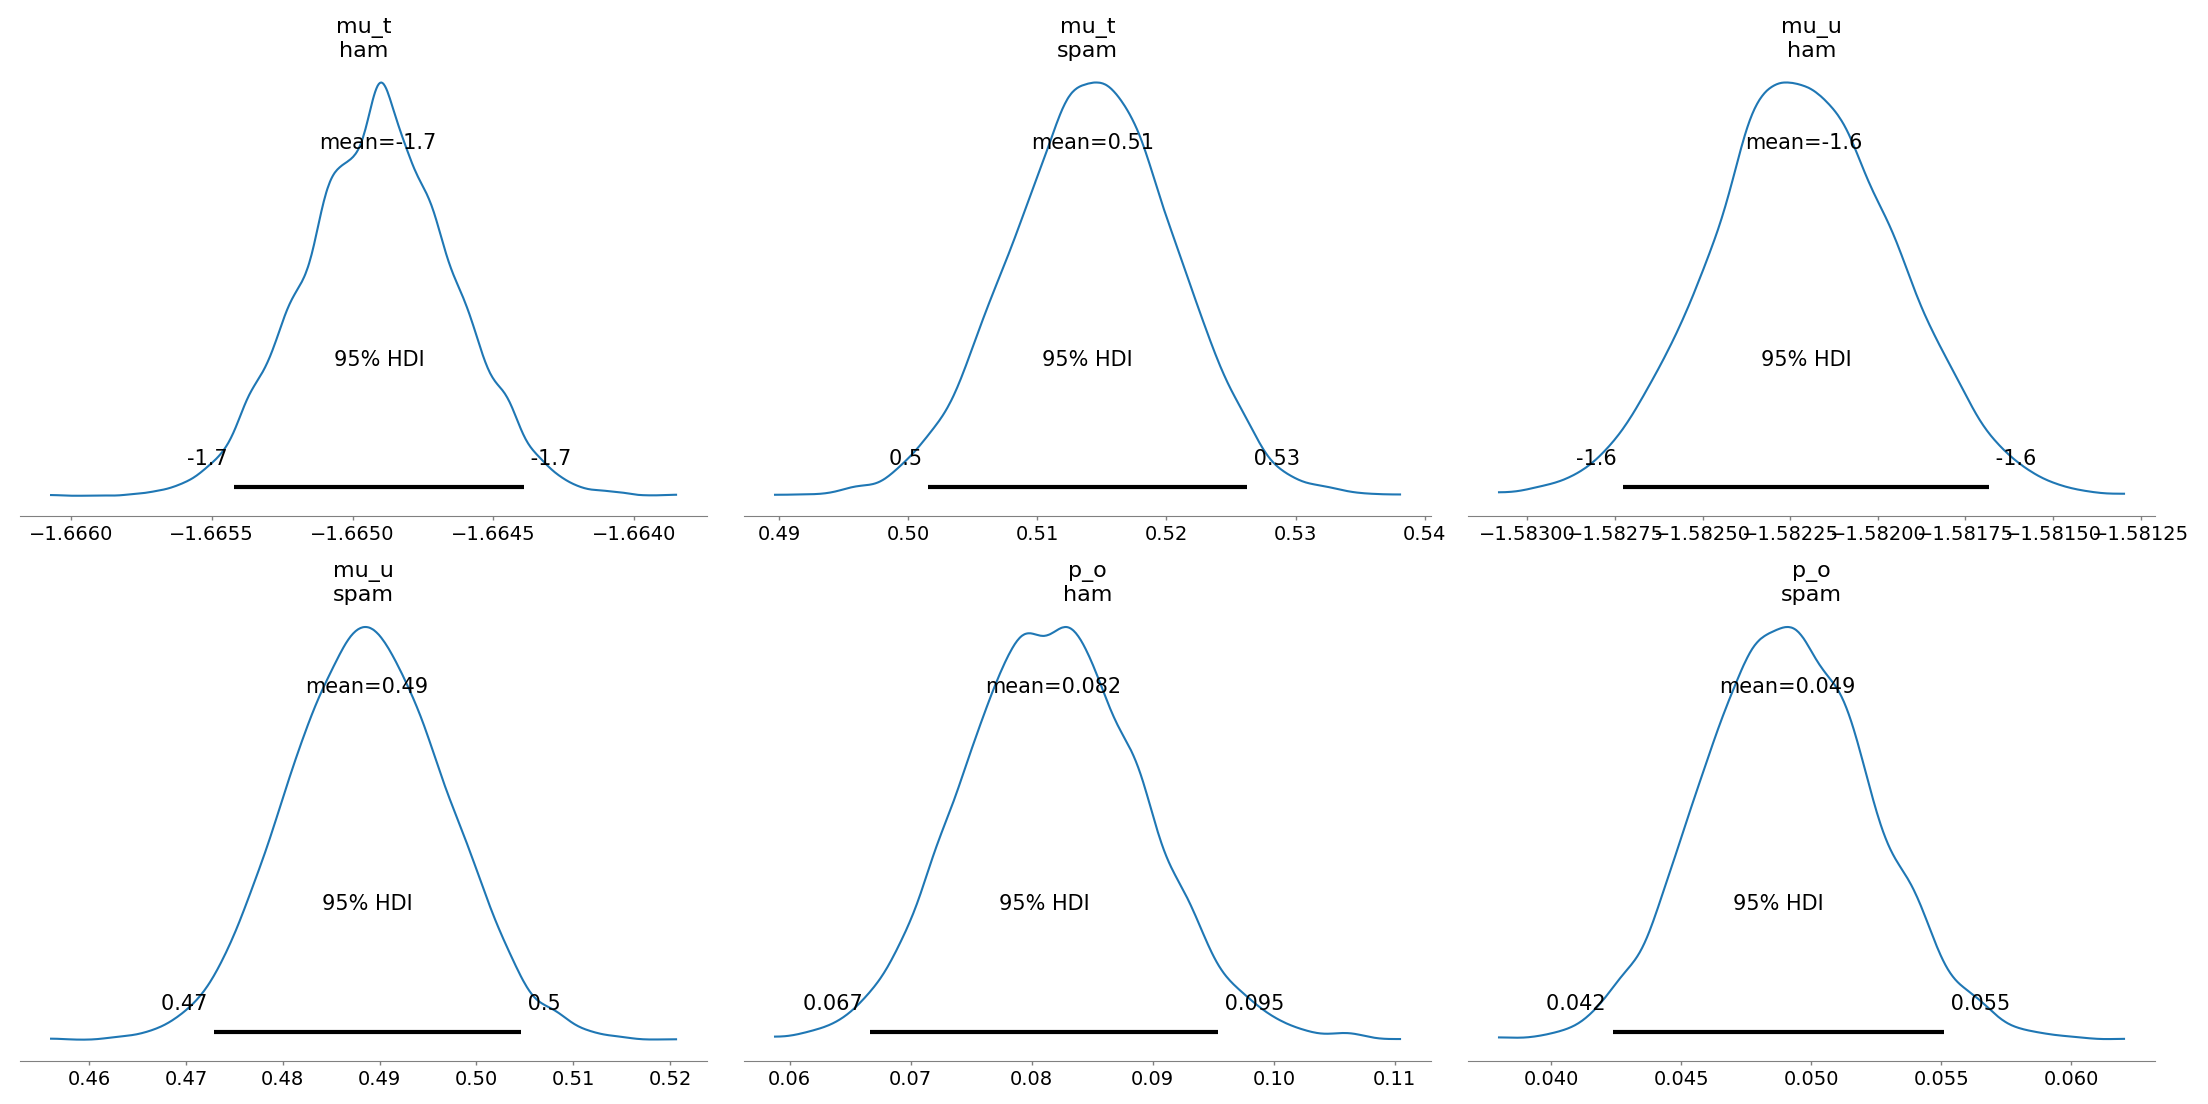 mu_t
ham
mean=-1.7
95% HDI
-1.7
-1.7
−1.6660
−1.6655
−1.6650
−1.6645
−1.6640
mu_t
spam
mean=0.51
95% HDI
0.5
0.53
0.49
0.50
0.51
0.52
0.53
0.54
mu_u
ham
mean=-1.6
95% HDI
-1.6
-1.6
−1.58300
−1.58275
−1.58250
−1.58225
−1.58200
−1.58175
−1.58150
−1.58125
mu_u
spam
mean=0.49
95% HDI
0.47
0.5
0.46
0.47
0.48
0.49
0.50
0.51
0.52
p_o
ham
mean=0.082
95% HDI
0.067
0.095
0.06
0.07
0.08
0.09
0.10
0.11
p_o
spam
mean=0.049
95% HDI
0.042
0.055
0.040
0.045
0.050
0.055
0.060